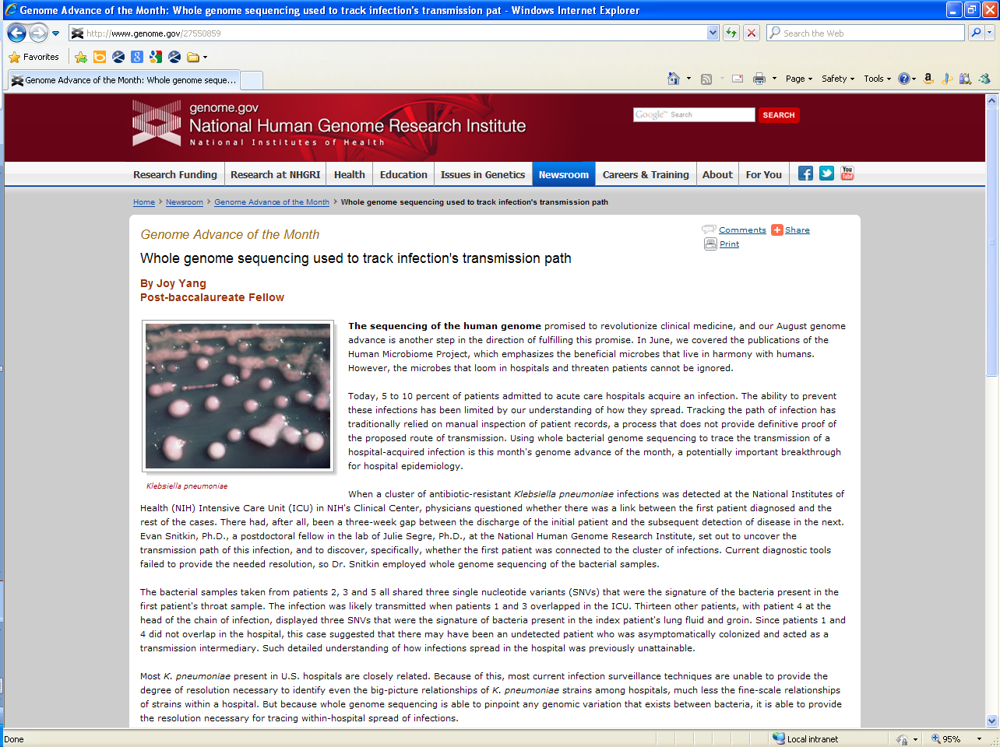 Genome Advance of the Month: Whole genome sequencing used to track infection's transmission pat - Windows Internet Explorer
http://www.genome.gov/27550859
Search the Web
Favorites
Genome Advance of the Month: Whole genome seque...
Page Safety Tools
genome.gov
National Human Genome Research Institute
National Institutes of Health
Google™ Search SEARCH
Research Funding Research at NHGRI Health Education Issues in Genetics Newsroom Careers & Training About For You
You Tube
Home > Newsroom > Genome Advance of the Month > Whole genome sequencing used to track infection's transmission path
Genome Advance of the Month
Comments Share
Print
Whole genome sequencing used to track infection's transmission path
By Joy Yang
Post-baccalaureate Fellow
The sequencing of the human genome promised to revolutionize clinical medicine, and our August genome
advance is another step in the direction of fulfilling this promise. In June, we covered the publications of the
Human Microbiome Project, which emphasizes the beneficial microbes that live in harmony with humans.
However, the microbes that loom in hospitals and threaten patients cannot be ignored.
Today, 5 to 10 percent of patients admitted to acute care hospitals acquire an infection. The ability to prevent
these infections has been limited by our understanding of how they spread. Tracking the path of infection has
traditionally relied on manual inspection of patient records, a process that does not provide definitive proof of
the proposed route of transmission. Using whole bacterial genome sequencing to trace the transmission of a
hospital-acquired infection is this month's genome advance of the month, a potentially important breakthrough
for hospital epidemiology.
Klebsiella pneumoniae
When a cluster of antibiotic-resistant Klebsiella pneumoniae infections was detected at the National Institutes of
Health (NIH) Intensive Care Unit (ICU) in NIH's Clinical Center, physicians questioned whether there was a link between the first patient diagnosed and the
rest of the cases. There had, after all, been a three-week gap between the discharge of the initial patient and the subsequent detection of disease in the next.
Evan Snitkin, Ph.D., a postdoctoral fellow in the lab of Julie Segre, Ph.D., at the National Human Genome Research Institute, set out to uncover the
transmission path of this infection, and to discover, specifically, whether the first patient was connected to the cluster of infections. Current diagnostic tools
failed to provide the needed resolution, so Dr. Snitkin employed whole genome sequencing of the bacterial samples.
The bacterial samples taken from patients 2, 3 and 5 all shared three single nucleotide variants (SNVs) that were the signature of the bacteria present in the
first patient's throat sample. The infection was likely transmitted when patients 1 and 3 overlapped in the ICU. Thirteen other patients, with patient 4 at the
head of the chain of infection, displayed three SNVs that were the signature of bacteria present in the index patient's lung fluid and groin. Since patients 1 and
4 did not overlap in the hospital, this case suggested that there may have been an undetected patient who was asymptomatically colonized and acted as a
transmission intermediary. Such detailed understanding of how infections spread in the hospital was previously unattainable.
Most K. pneumoniae present in U.S. hospitals are closely related. Because of this, most current infection surveillance techniques are unable to provide the
degree of resolution necessary to identify even the big-picture relationships of K. pneumoniae strains among hospitals, much less the fine-scale relationships
of strains within a hospital. But because whole genome sequencing is able to pinpoint any genomic variation that exists between bacteria, it is able to provide
the resolution necessary for tracing within-hospital spread of infections.
Done Local intranet 95%